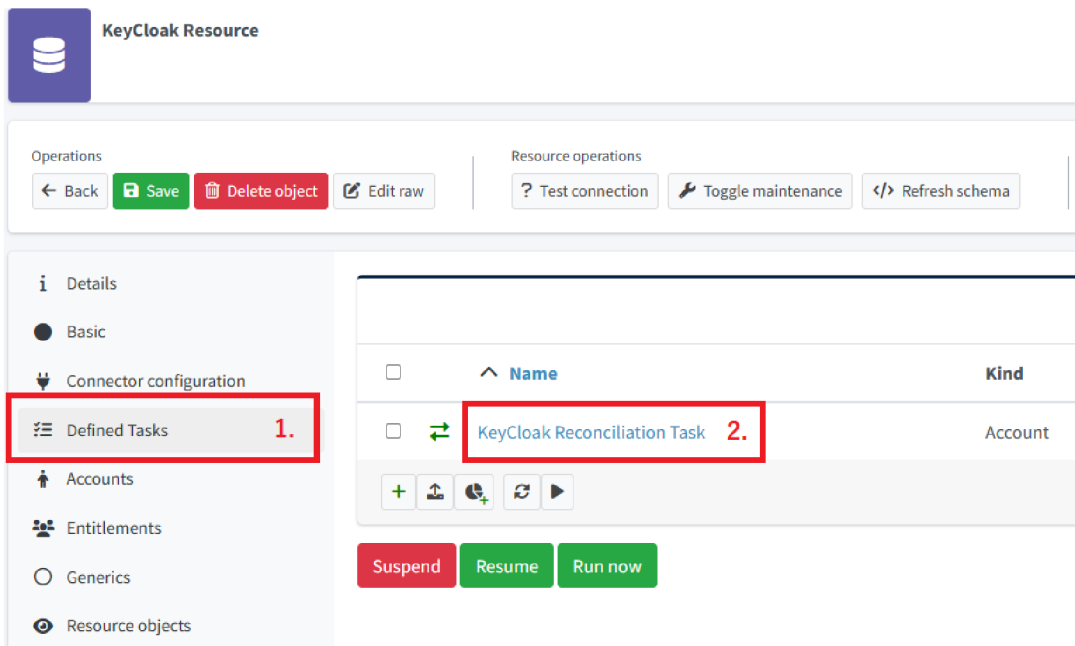 KeyCloak Resource
Operations
Resource operations
Back Save Delete object Edit raw
? Test connection Toggle maintenance </> Refresh schema
i Details
Basic
Connector configuration
Defined Tasks 1.
Accounts
Entitlements
Generics
Resource objects
Name Kind
KeyCloak Reconciliation Task 2. Account
Suspend Resume Run now